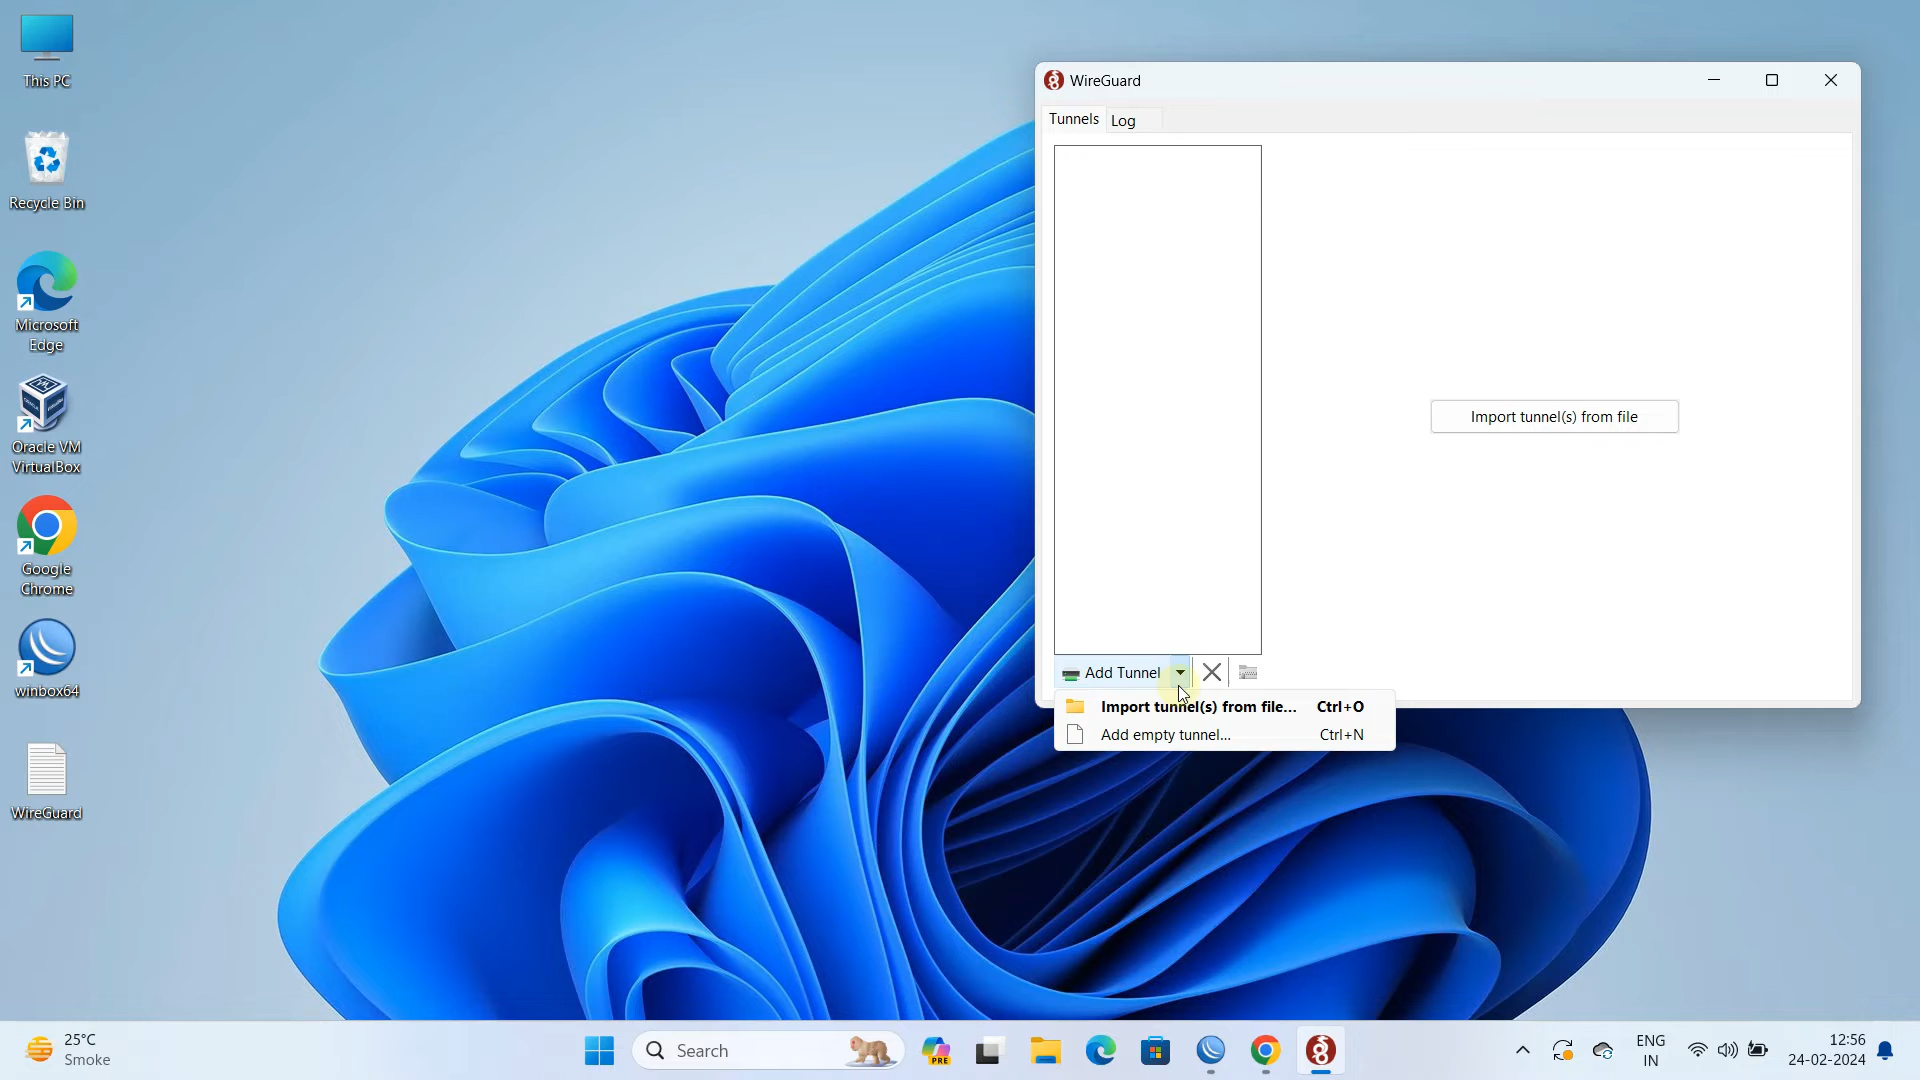 This PC
Recycle Bin
Microsoft
Edge
Oracle VM
VirtualBox
Google
Chrome
winbox64
WireGuard
WireGuard
Tunnels
Log
Import tunnel(s) from file
Add Tunnel
Import tunnel(s) from file... Ctrl+O
Add empty tunnel... Ctrl+N
25°C
Smoke
Search
PRE
ENG
IN
12:56
24-02-2024